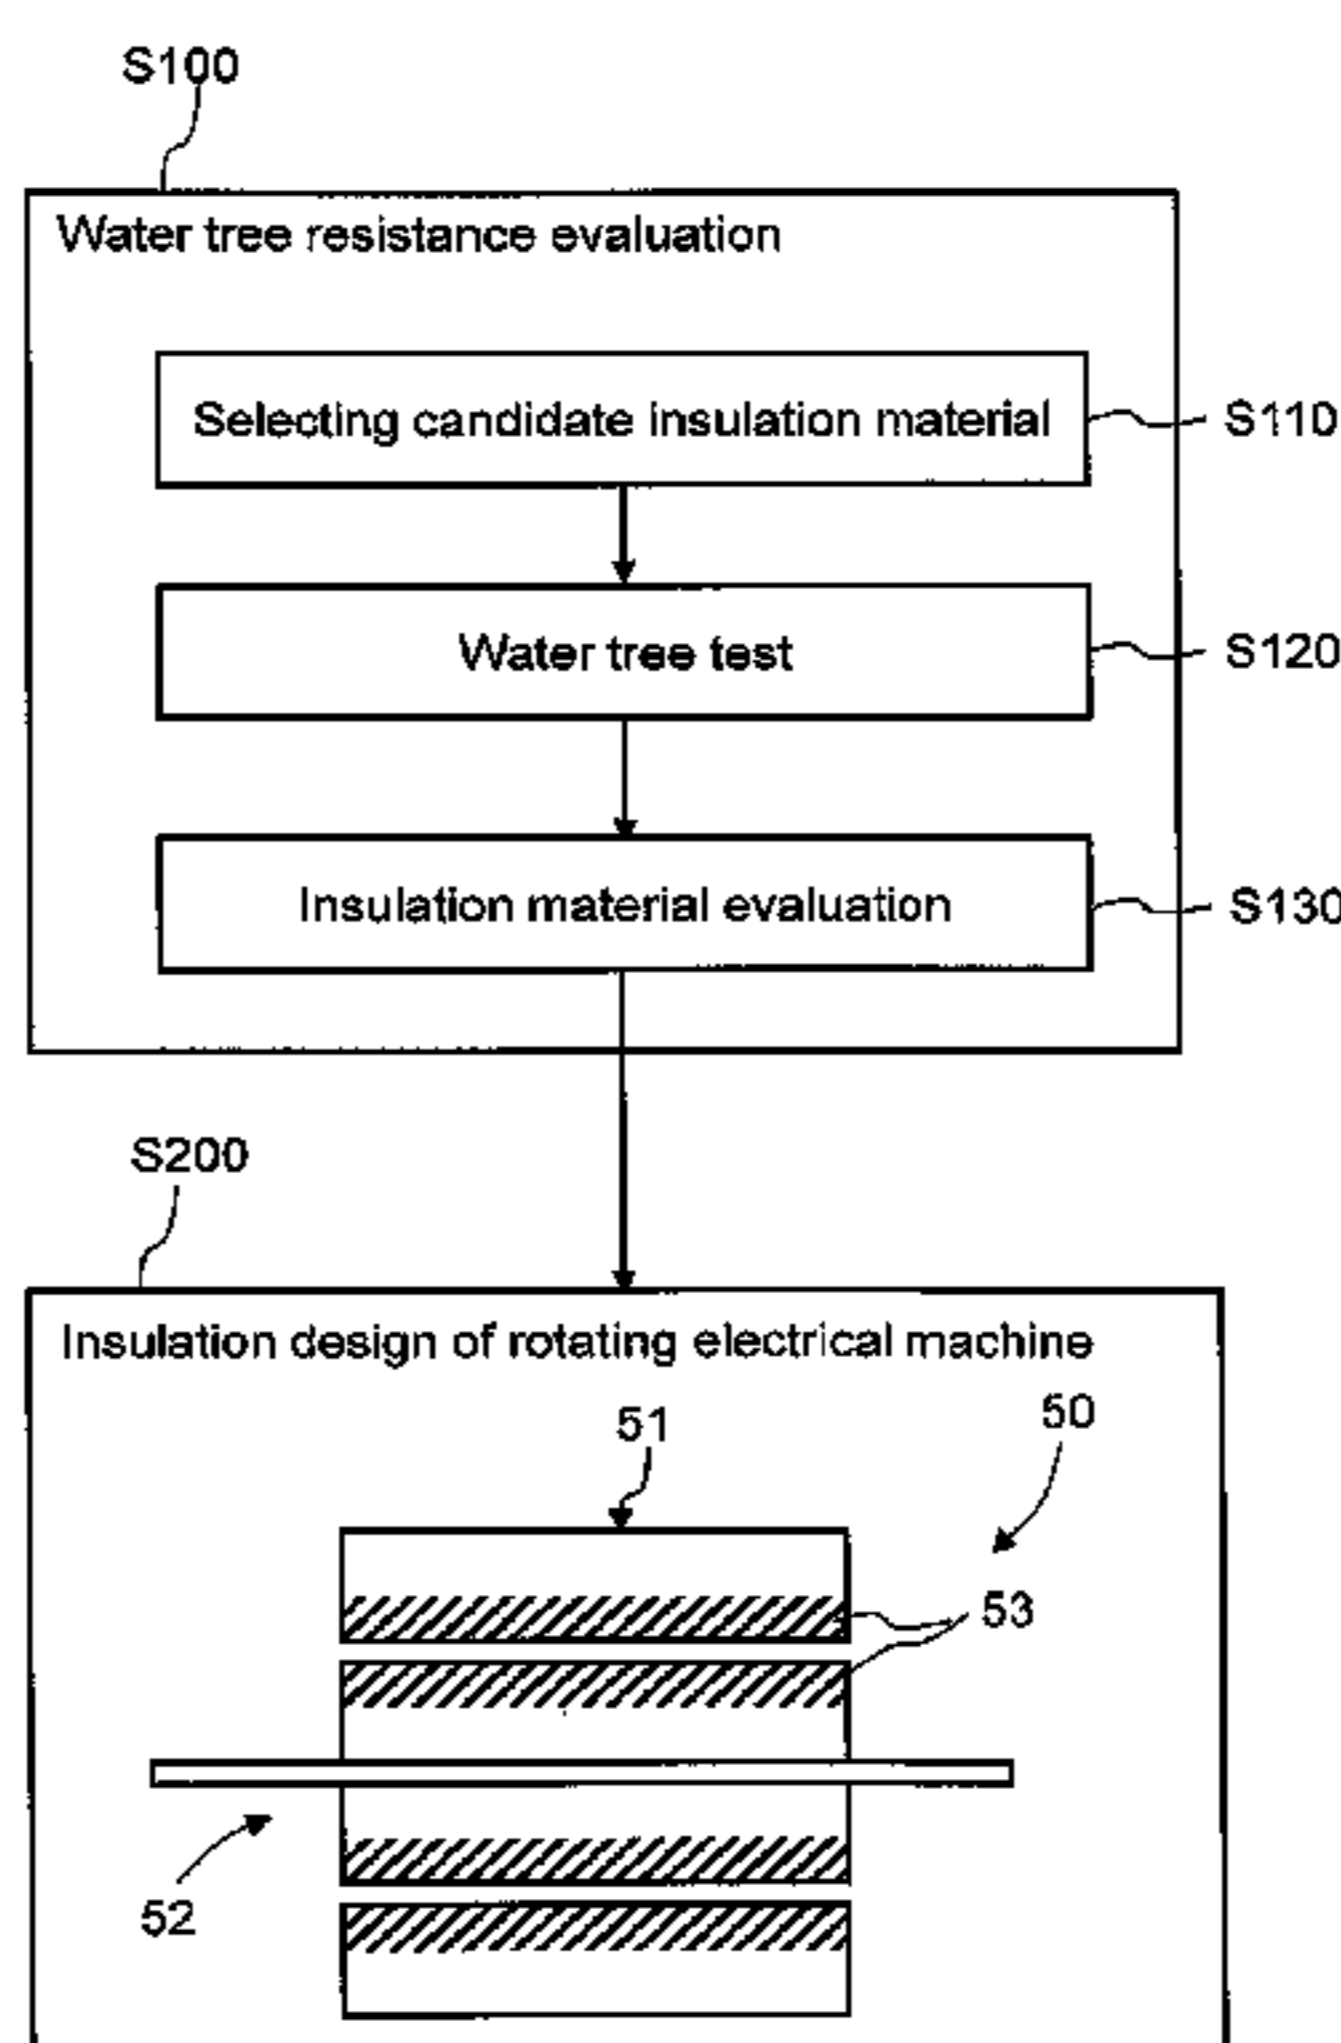 S100
Water tree resistance evaluation
Selecting candidate insulation material
S110
Water tree test
S120
Insulation material evaluation
S130
S200
Insulation design of rotating electrical machine
51
50
53
52